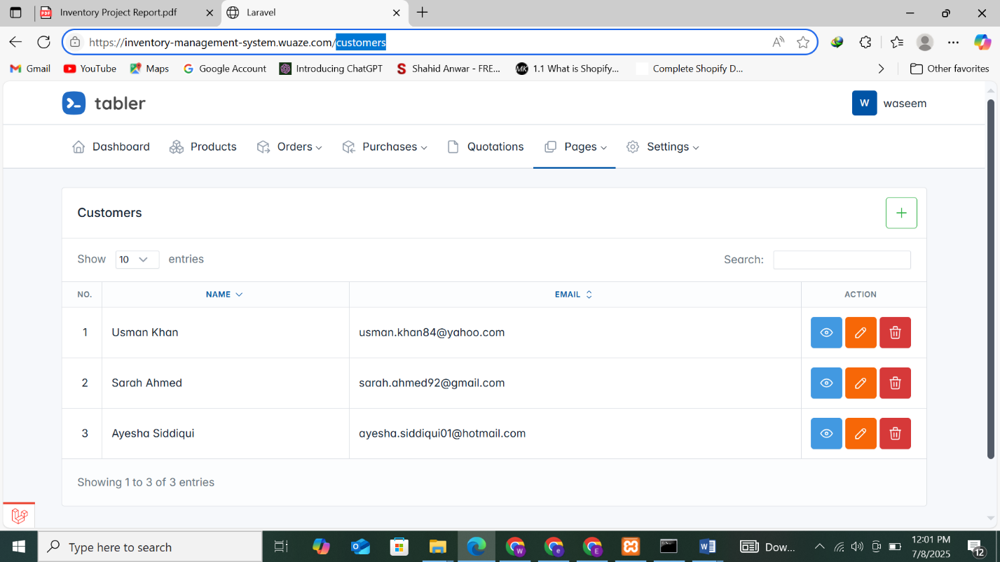 Inventory Project Report.pdf
Laravel
https://inventory-management-system.wuaze.com/customers
Gmail YouTube Maps Google Account Introducing ChatGPT Shahid Anwar - FRE... 1.1 What is Shopify... Complete Shopify D... Other favorites
tabler
W waseem
Dashboard Products Orders Purchases Quotations Pages Settings
Customers
Show 10 entries Search:
NO. NAME EMAIL ACTION
1 Usman Khan usman.khan84@yahoo.com
2 Sarah Ahmed sarah.ahmed92@gmail.com
3 Ayesha Siddiqui ayesha.siddiqui01@hotmail.com
Showing 1 to 3 of 3 entries
Type here to search
Dow...
12:01 PM
7/8/2025
12